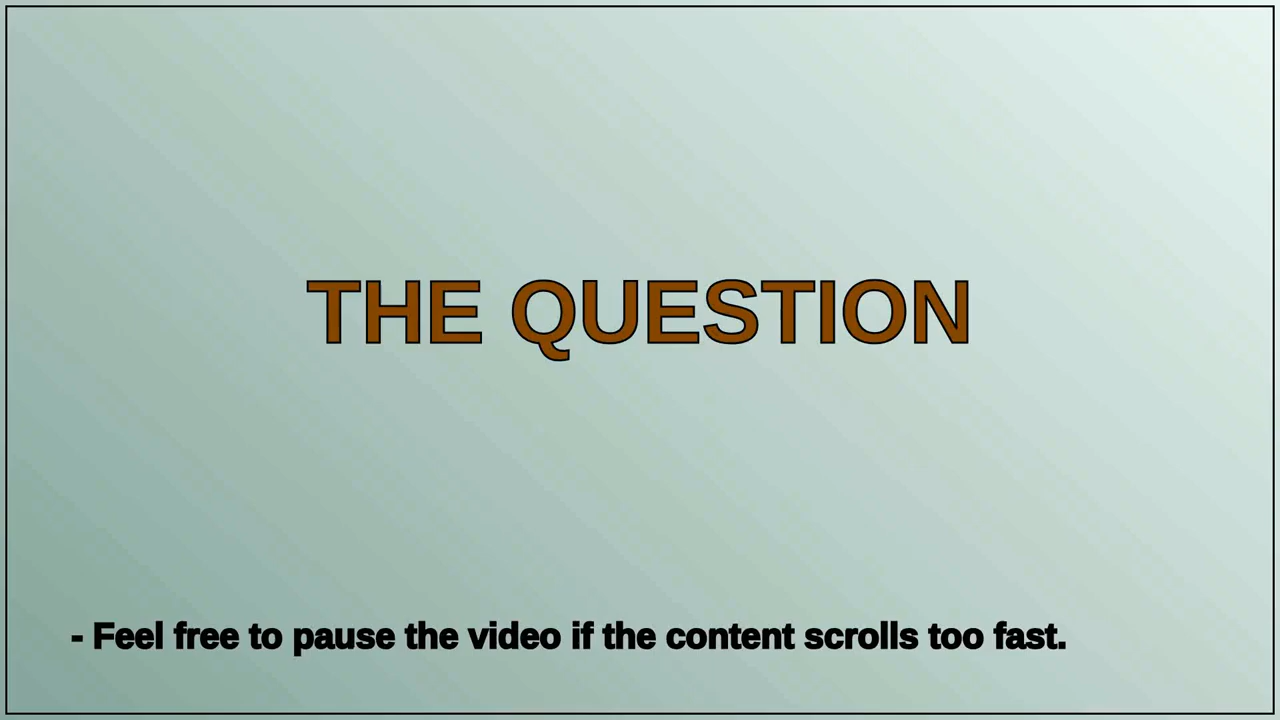 THE QUESTION
- Feel free to pause the video if the content scrolls too fast.